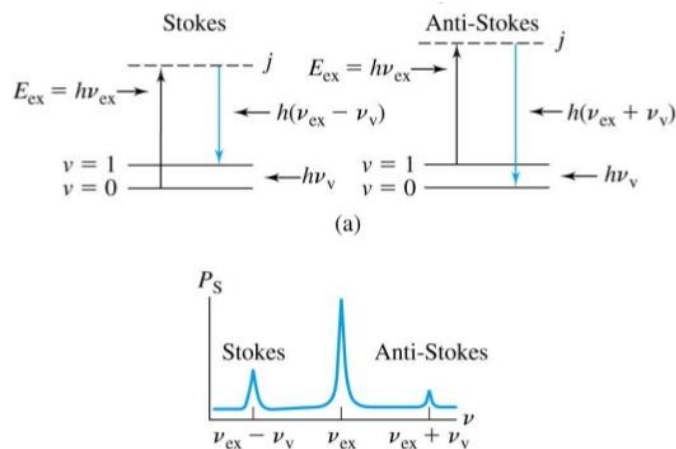 Stokes
Anti-Stokes
j
j
E_ex = hν_ex
E_ex = hν_ex
h(ν_ex − ν_v)
h(ν_ex + ν_v)
v = 1
v = 1
hν_v
hν_v
v = 0
v = 0
(a)
P_S
Stokes
Anti-Stokes
ν
ν_ex − ν_v
ν_ex
ν_ex + ν_v